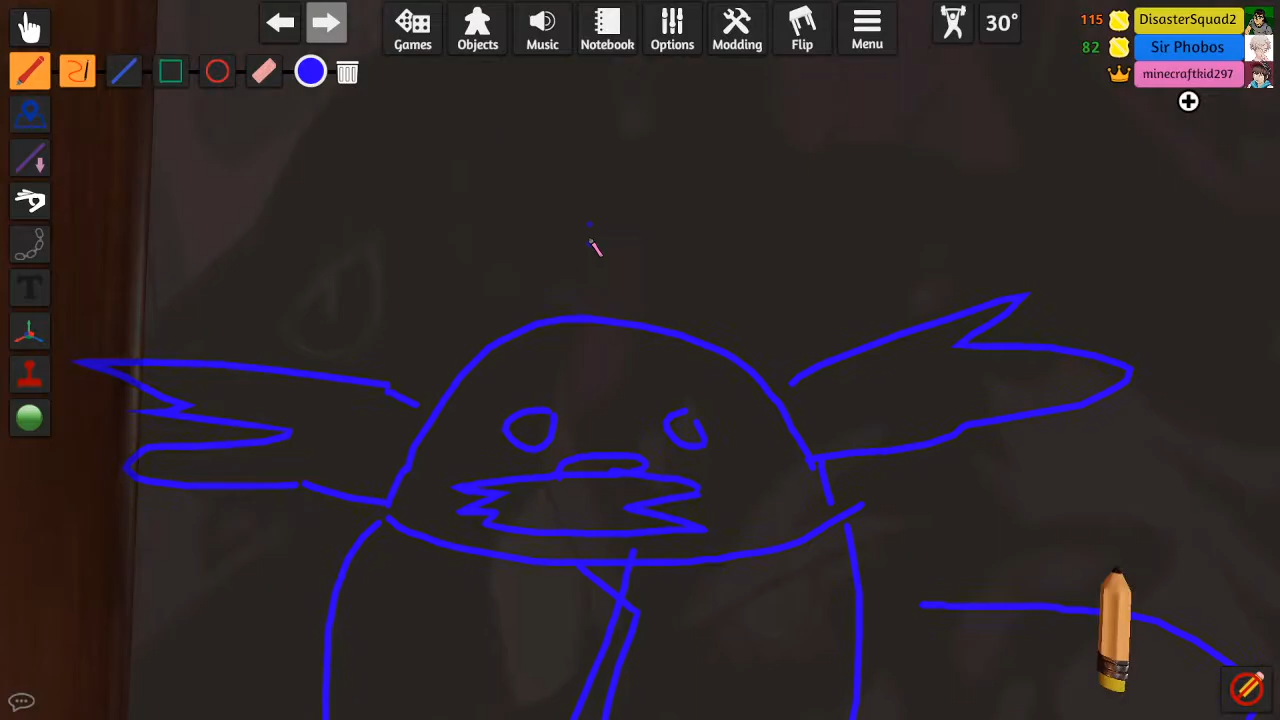 Games Objects Music Notebook Options Modding Flip Menu 30°
115 DisasterSquad2
82 Sir Phobos
minecraftkid297
T